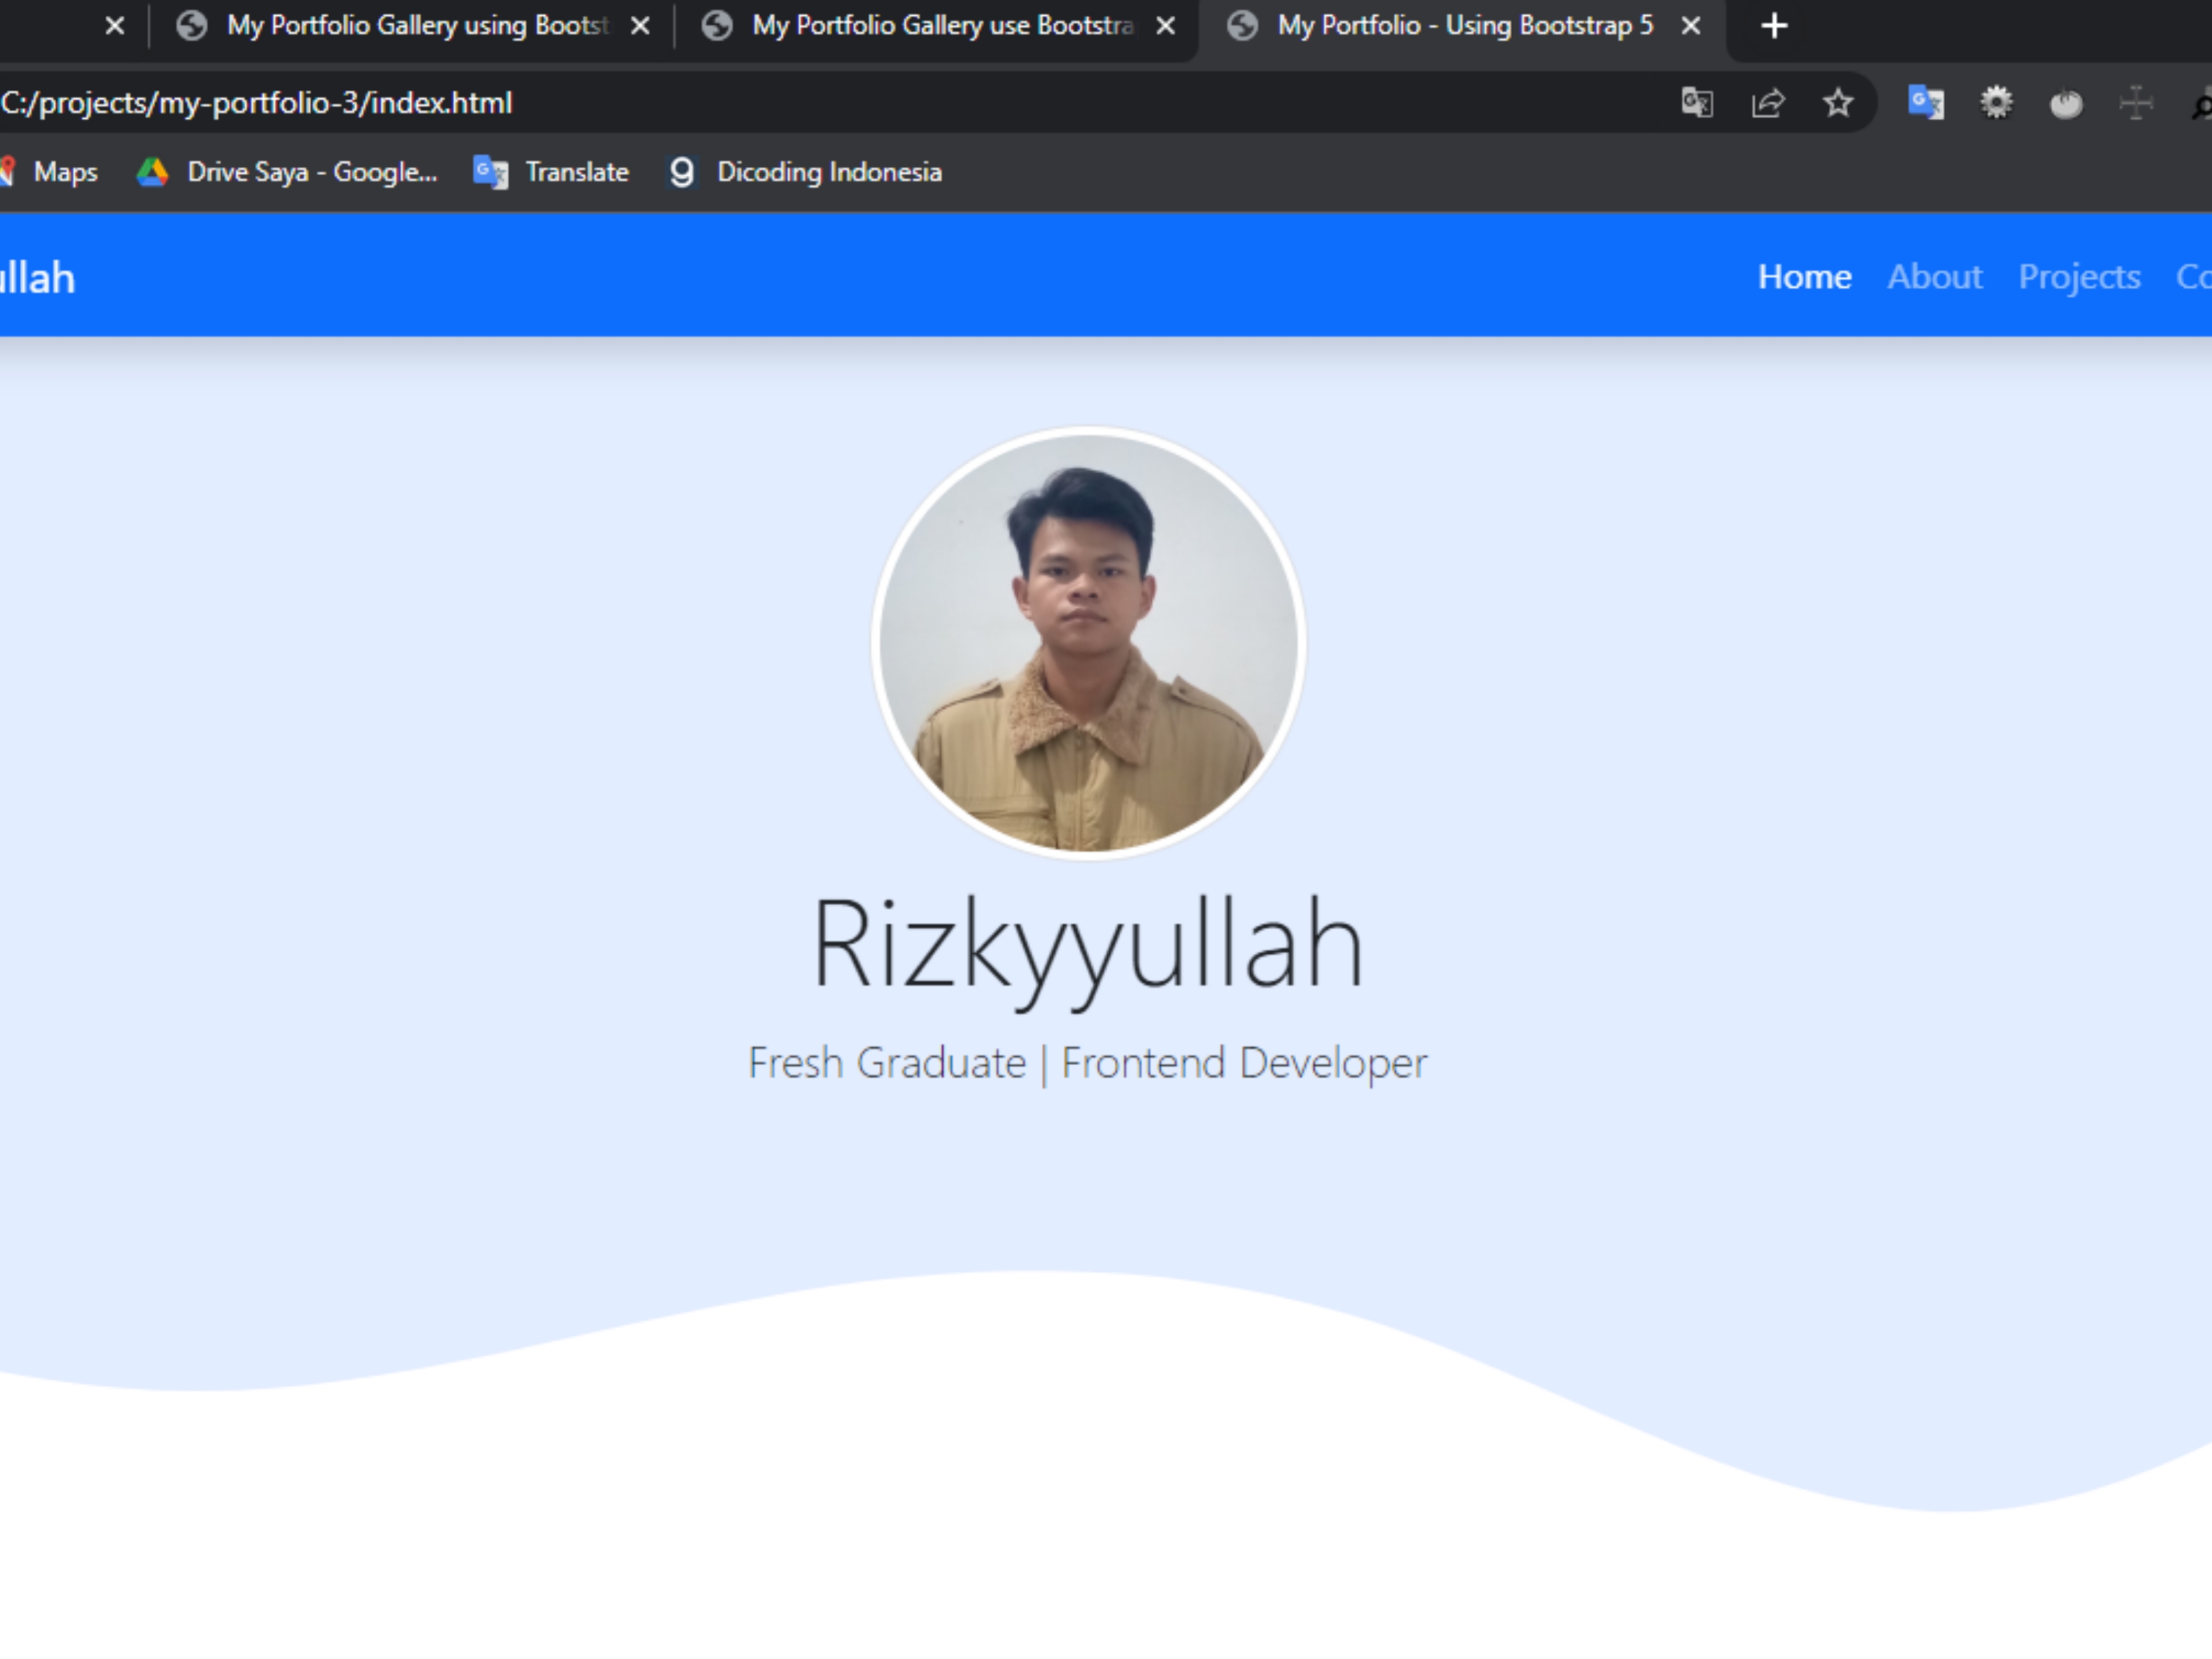 My Portfolio Gallery using Bootst
My Portfolio Gallery use Bootstra
My Portfolio - Using Bootstrap 5
C:/projects/my-portfolio-3/index.html
Maps
Drive Saya - Google...
Translate
Dicoding Indonesia
ullah
Home About Projects Co
Rizkyyullah
Fresh Graduate | Frontend Developer